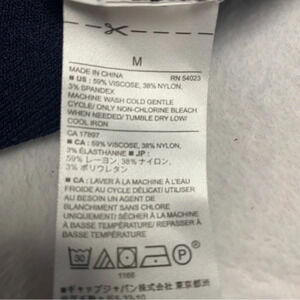 M
MADE IN CHINA RN 54023
■ US : 59% VISCOSE, 38% NYLON,
3% SPANDEX
MACHINE WASH COLD GENTLE
CYCLE/ ONLY NON-CHLORINE BLEACH
WHEN NEEDED/ TUMBLE DRY LOW/
COOL IRON
CA 17897
■ CA : 59% VISCOSE, 38% NYLON,
3% ÉLASTHANNE ■ JP :
59% レーヨン, 38% ナイロン,
3% ポリウレタン
■ CA : LAVER À LA MACHINE À L'EAU
FROIDE AU CYCLE DÉLICAT/ UTILISER
AU BESOIN UN AGENT DE
BLANCHIMENT SANS CHLORE
UNIQUEMENT/ SÉCHER À LA MACHINE
À BASSE TEMPÉRATURE/ REPASSER À
BASSE TEMPÉRATURE
30 P
1166
■ギャップジャパン(株) 東京都渋